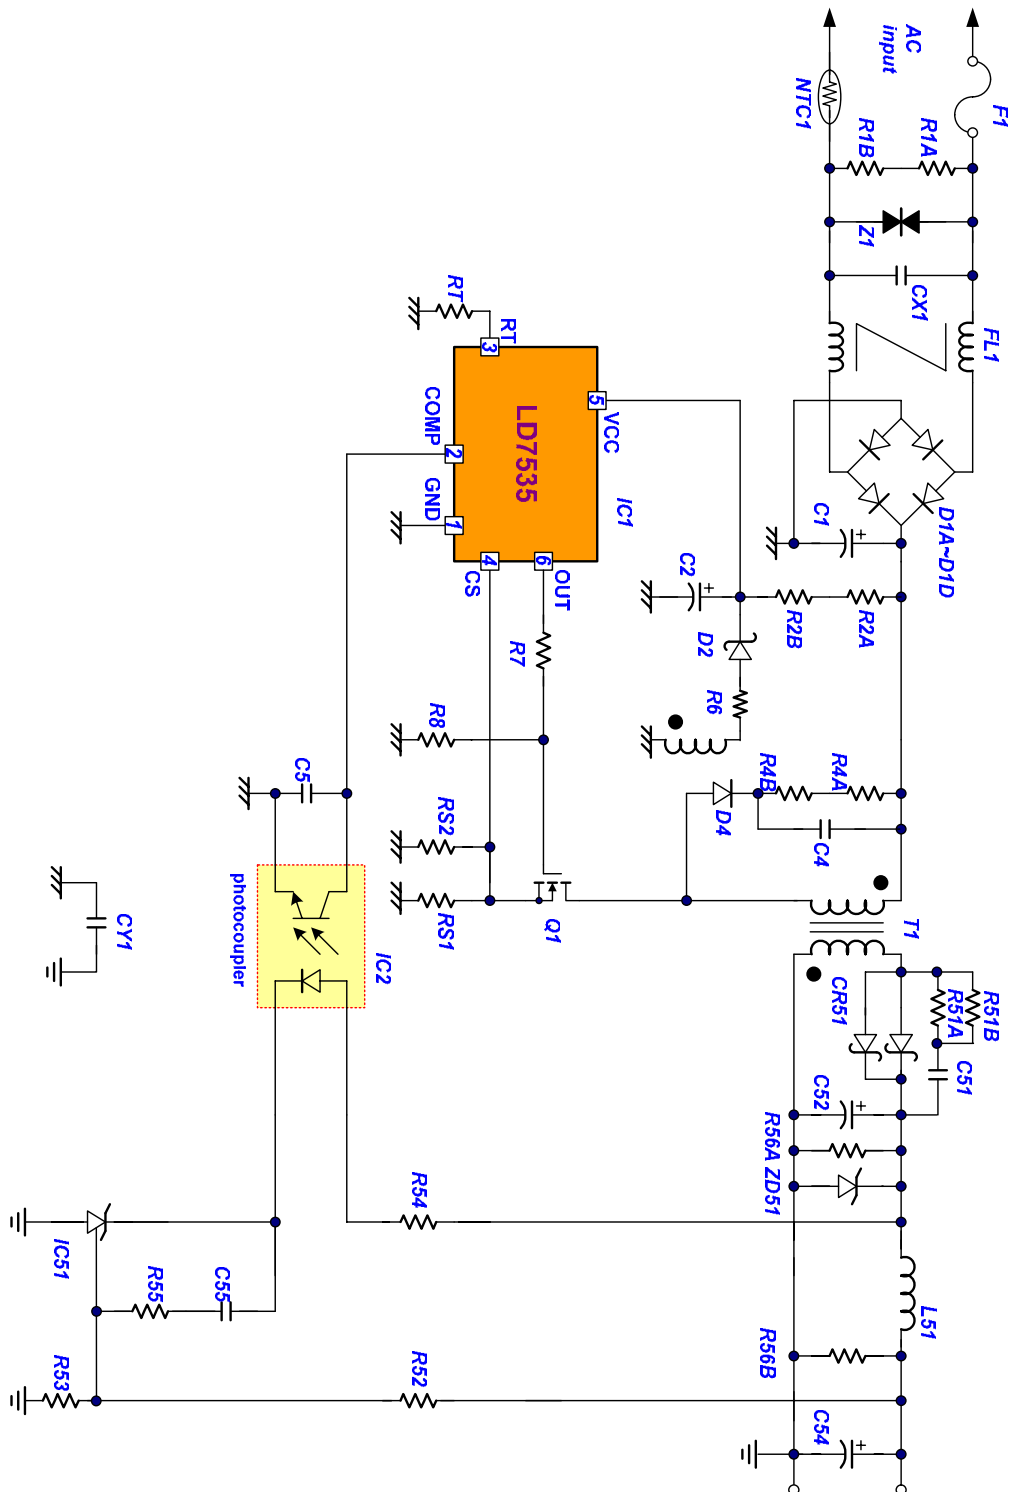 AC
input
F1
NTC1
R1A
R1B
Z1
CX1
FL1
D1A~D1D
C1
R2A
R2B
C2
D2
R6
R4A
R4B
C4
D4
T1
R51B
R51A
C51
CR51
C52
R56A
ZD51
L51
R56B
C54
RT
RT
3
VCC
5
LD7535
IC1
COMP
2
GND
1
CS
4
OUT
6
R7
R8
RS2
RS1
Q1
C5
IC2
photocoupler
CY1
R54
IC51
R55
C55
R53
R52
+
+
+
+